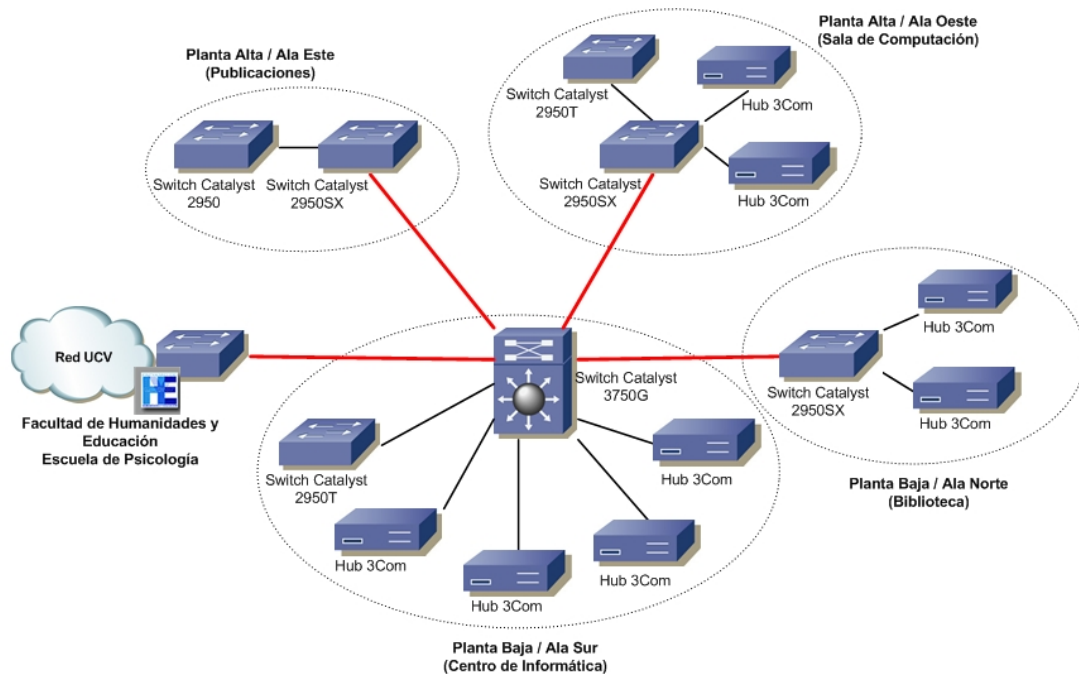 Planta Alta / Ala Oeste
(Sala de Computación)
Planta Alta / Ala Este
(Publicaciones)
Switch Catalyst
2950T
Hub 3Com
Switch Catalyst
2950
Switch Catalyst
2950SX
Switch Catalyst
2950SX
Hub 3Com
Red UCV
HE
Facultad de Humanidades y
Educación
Escuela de Psicología
Switch Catalyst
3750G
Hub 3Com
Switch Catalyst
2950SX
Hub 3Com
Planta Baja / Ala Norte
(Biblioteca)
Switch Catalyst
2950T
Hub 3Com
Hub 3Com
Hub 3Com
Hub 3Com
Planta Baja / Ala Sur
(Centro de Informática)